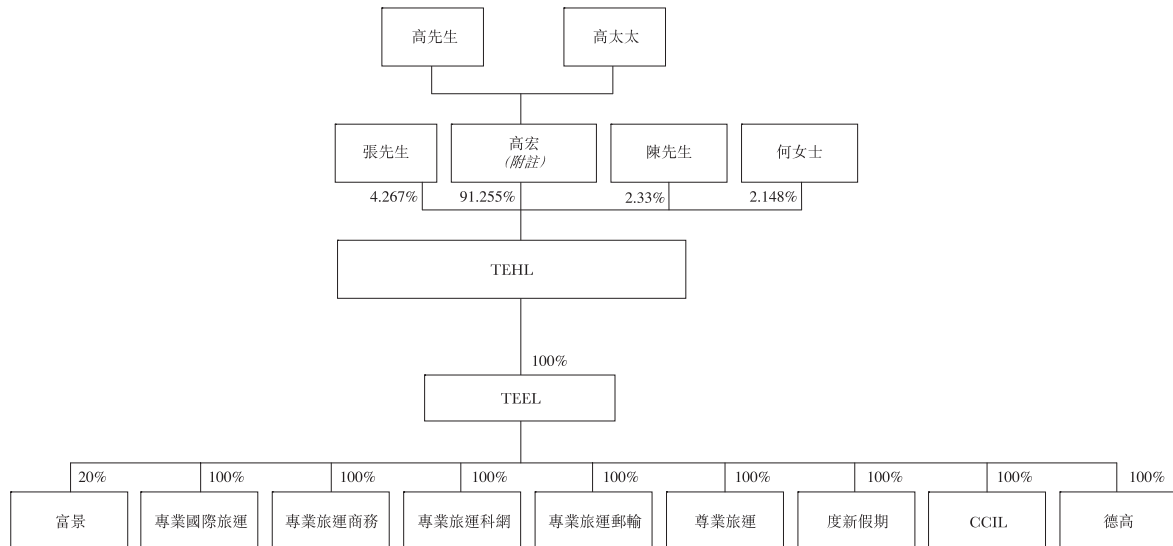 高先生
高太太
張先生
高宏
(附註)
陳先生
何女士
4.267%
91.255%
2.33%
2.148%
TEHL
100%
TEEL
20%
100%
100%
100%
100%
100%
100%
100%
100%
富景
專業國際旅運
專業旅運商務
專業旅運科網
專業旅運郵輪
尊業旅運
度新假期
CCIL
德高